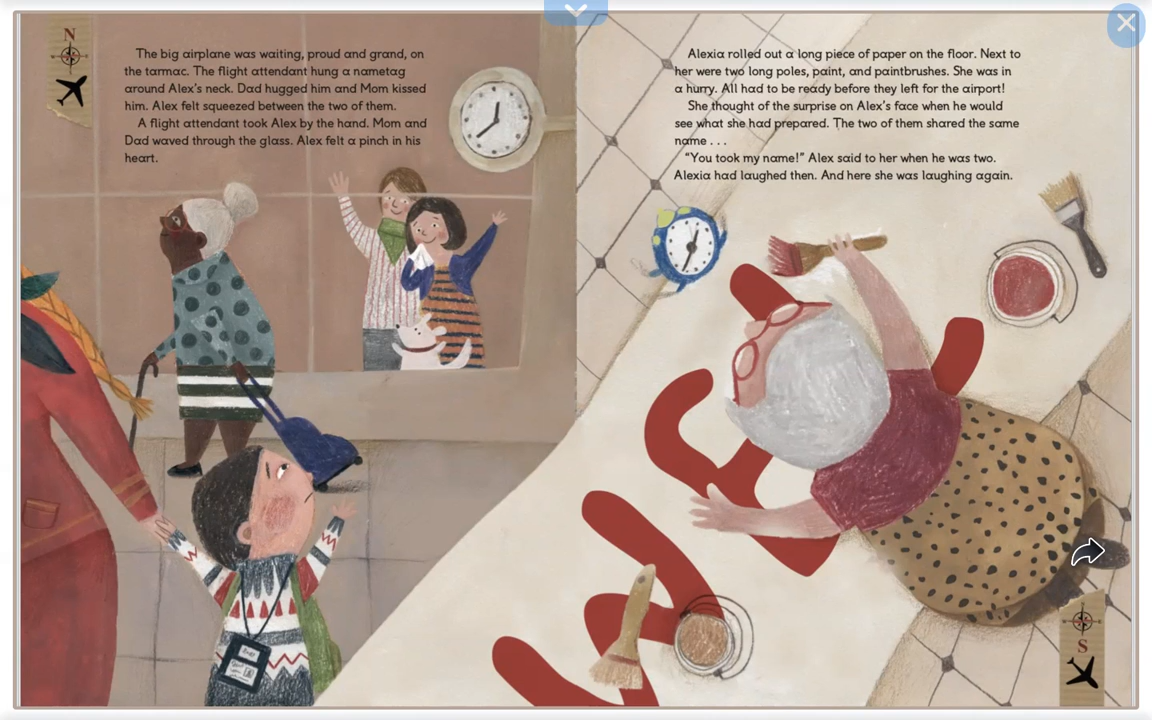 N
The big airplane was waiting, proud and grand, on
the tarmac. The flight attendant hung a nametag
around Alex's neck. Dad hugged him and Mom kissed
him. Alex felt squeezed between the two of them.
A flight attendant took Alex by the hand. Mom and
Dad waved through the glass. Alex felt a pinch in his
heart.
Alexia rolled out a long piece of paper on the floor. Next to
her were two long poles, paint, and paintbrushes. She was in
a hurry. All had to be ready before they left for the airport!
She thought of the surprise on Alex's face when he would
see what she had prepared. The two of them shared the same
name . . .
"You took my name!" Alex said to her when he was two.
Alexia had laughed then. And here she was laughing again.
S